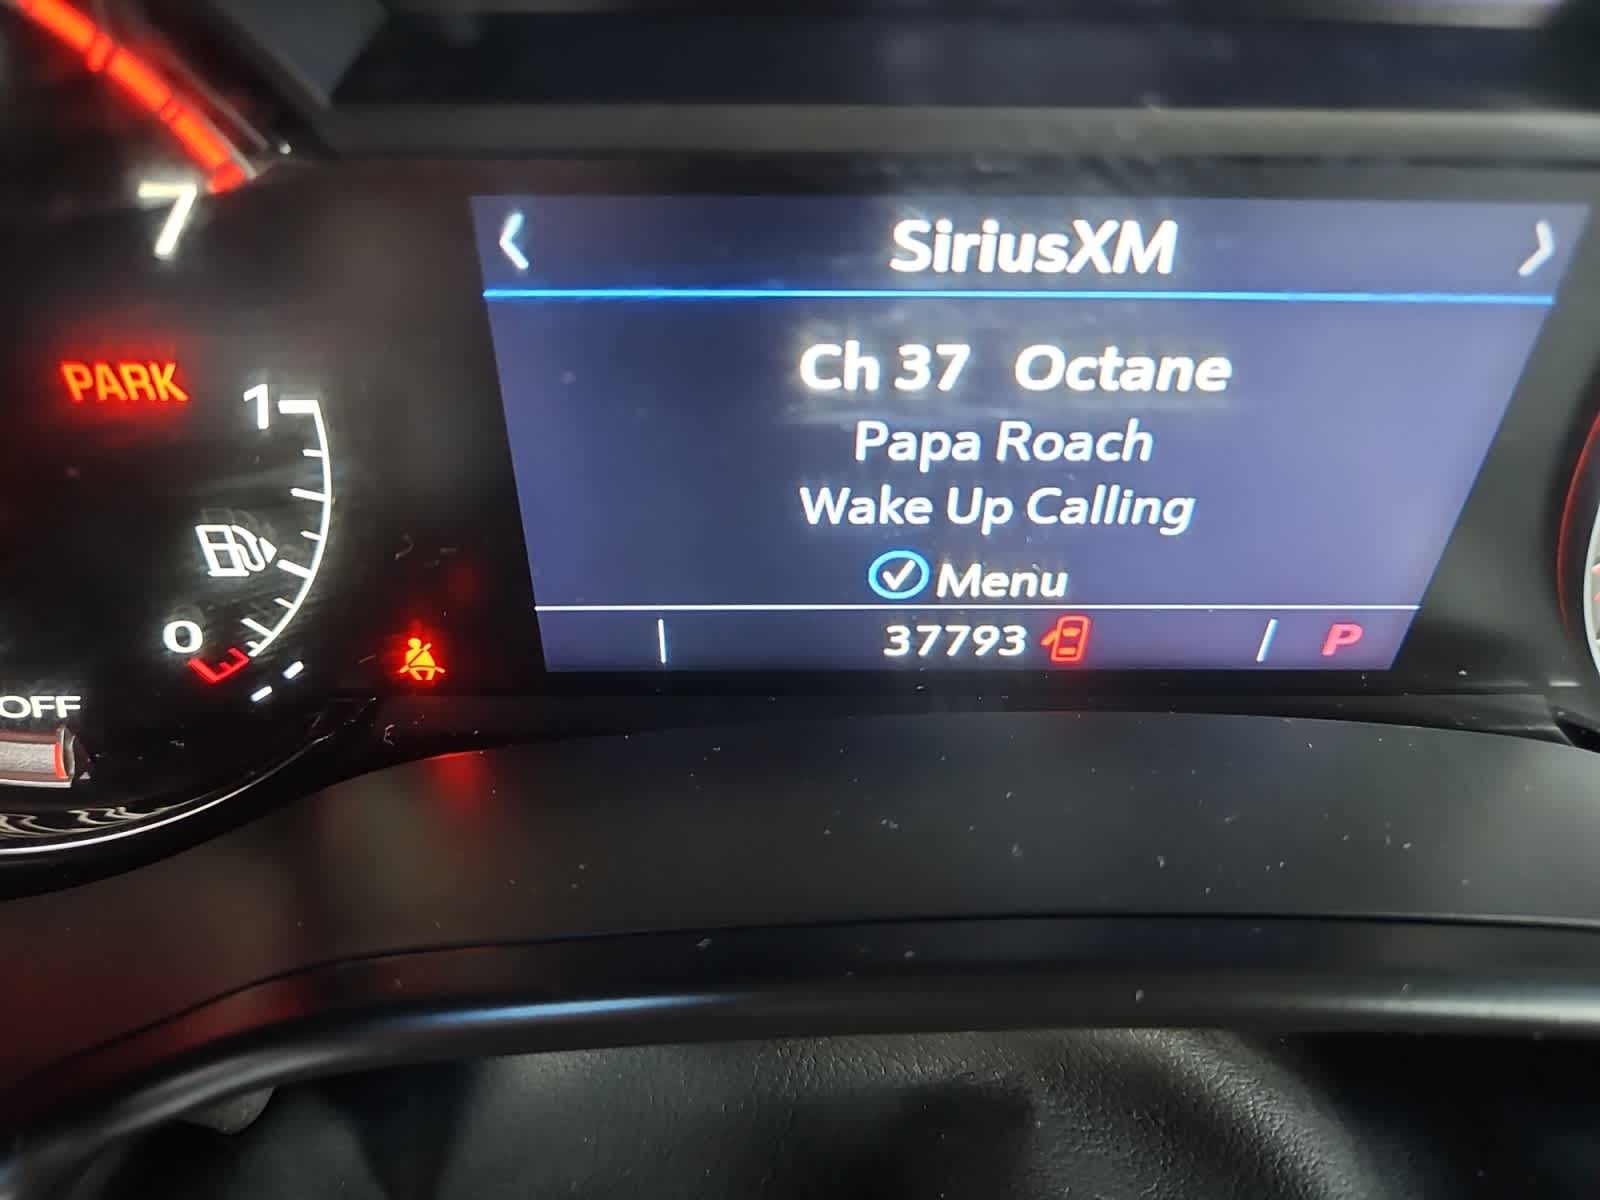 7
SiriusXM
Ch 37 Octane
PARK
1
Papa Roach
Wake Up Calling
Menu
0
37793
P
E
OFF